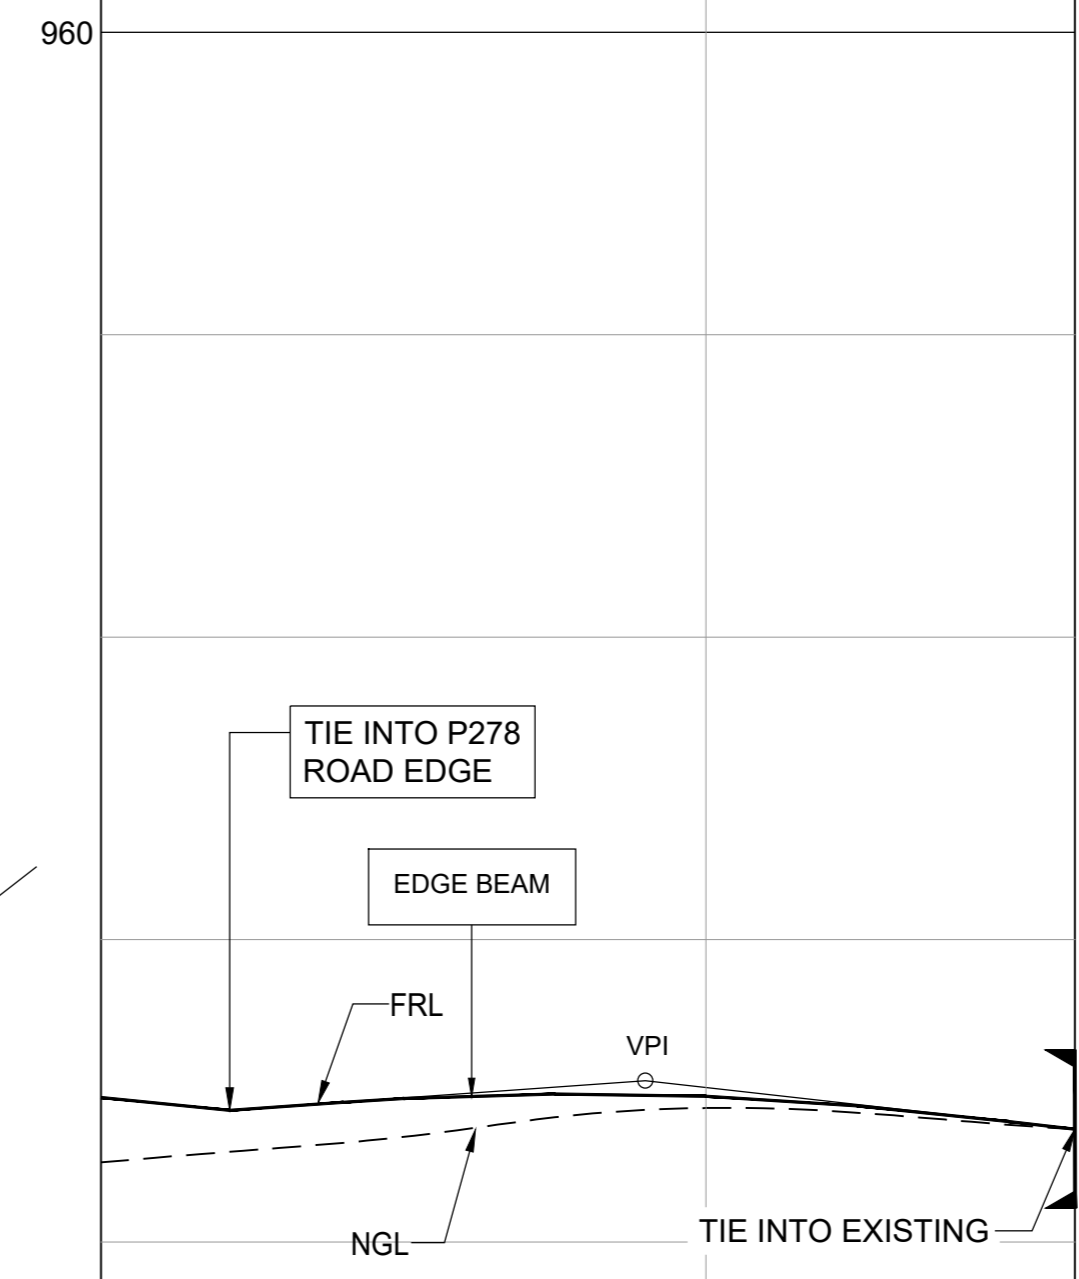 960
TIE INTO P278
ROAD EDGE
EDGE BEAM
FRL
VPI
NGL
TIE INTO EXISTING